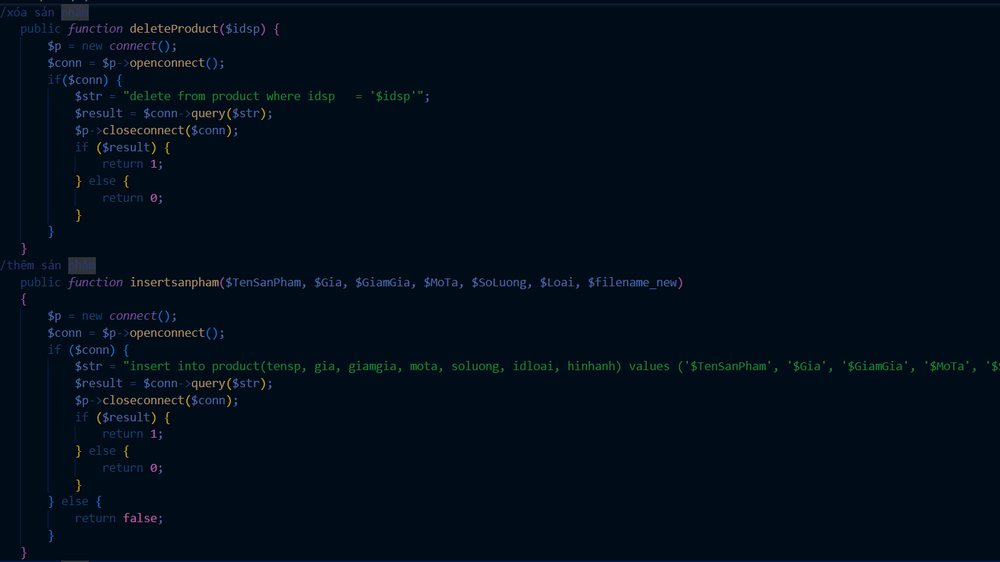 /xóa sản phẩm
public function deleteProduct($idsp) {
$p = new connect();
$conn = $p->openconnect();
if($conn) {
$str = "delete from product where idsp   = '$idsp'";
$result = $conn->query($str);
$p->closeconnect($conn);
if ($result) {
return 1;
} else {
return 0;
}
}
}
/thêm sản phẩm
public function insertsanpham($TenSanPham, $Gia, $GiamGia, $MoTa, $SoLuong, $Loai, $filename_new)
{
$p = new connect();
$conn = $p->openconnect();
if ($conn) {
$str = "insert into product(tensp, gia, giamgia, mota, soluong, idloai, hinhanh) values ('$TenSanPham', '$Gia', '$GiamGia', '$MoTa', '$
$result = $conn->query($str);
$p->closeconnect($conn);
if ($result) {
return 1;
} else {
return 0;
}
} else {
return false;
}
}